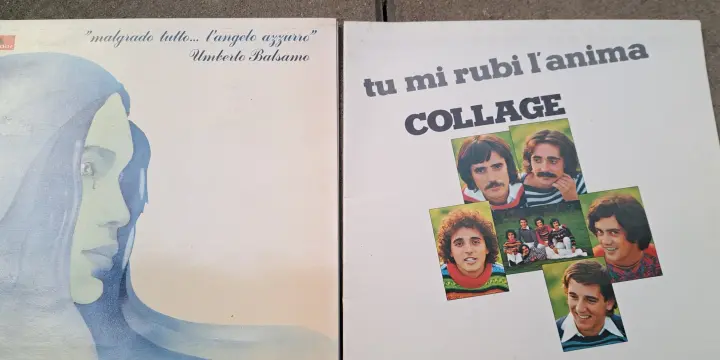 "malgrado tutto... l'angelo azzurro"
Umberto Balsamo
tu mi rubi l'anima
COLLAGE